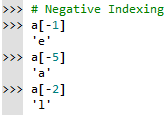 >>> # Negative Indexing
>>> a[-1]
'e'
>>> a[-5]
'a'
>>> a[-2]
'l'